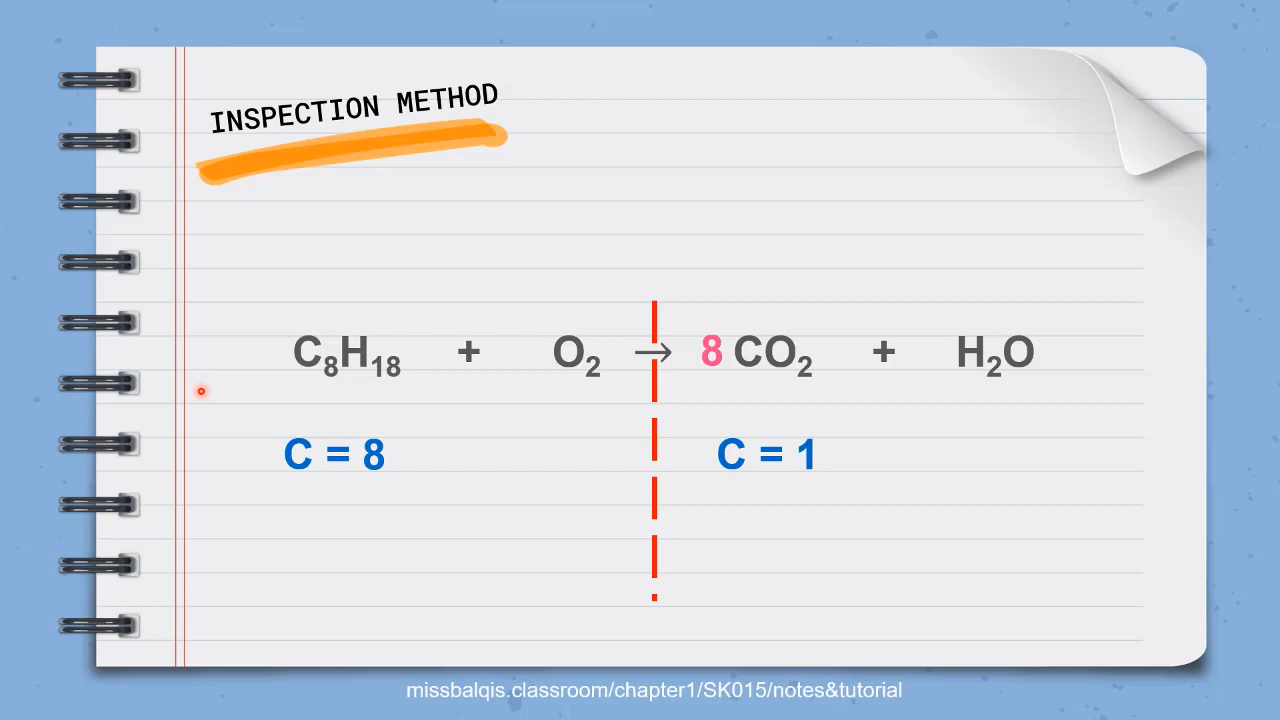 INSPECTION METHOD
C₈H₁₈ + O₂ → 8 CO₂ + H₂O
C = 8 C = 1
missbalqis.classroom/chapter1/SK015/notes&tutorial